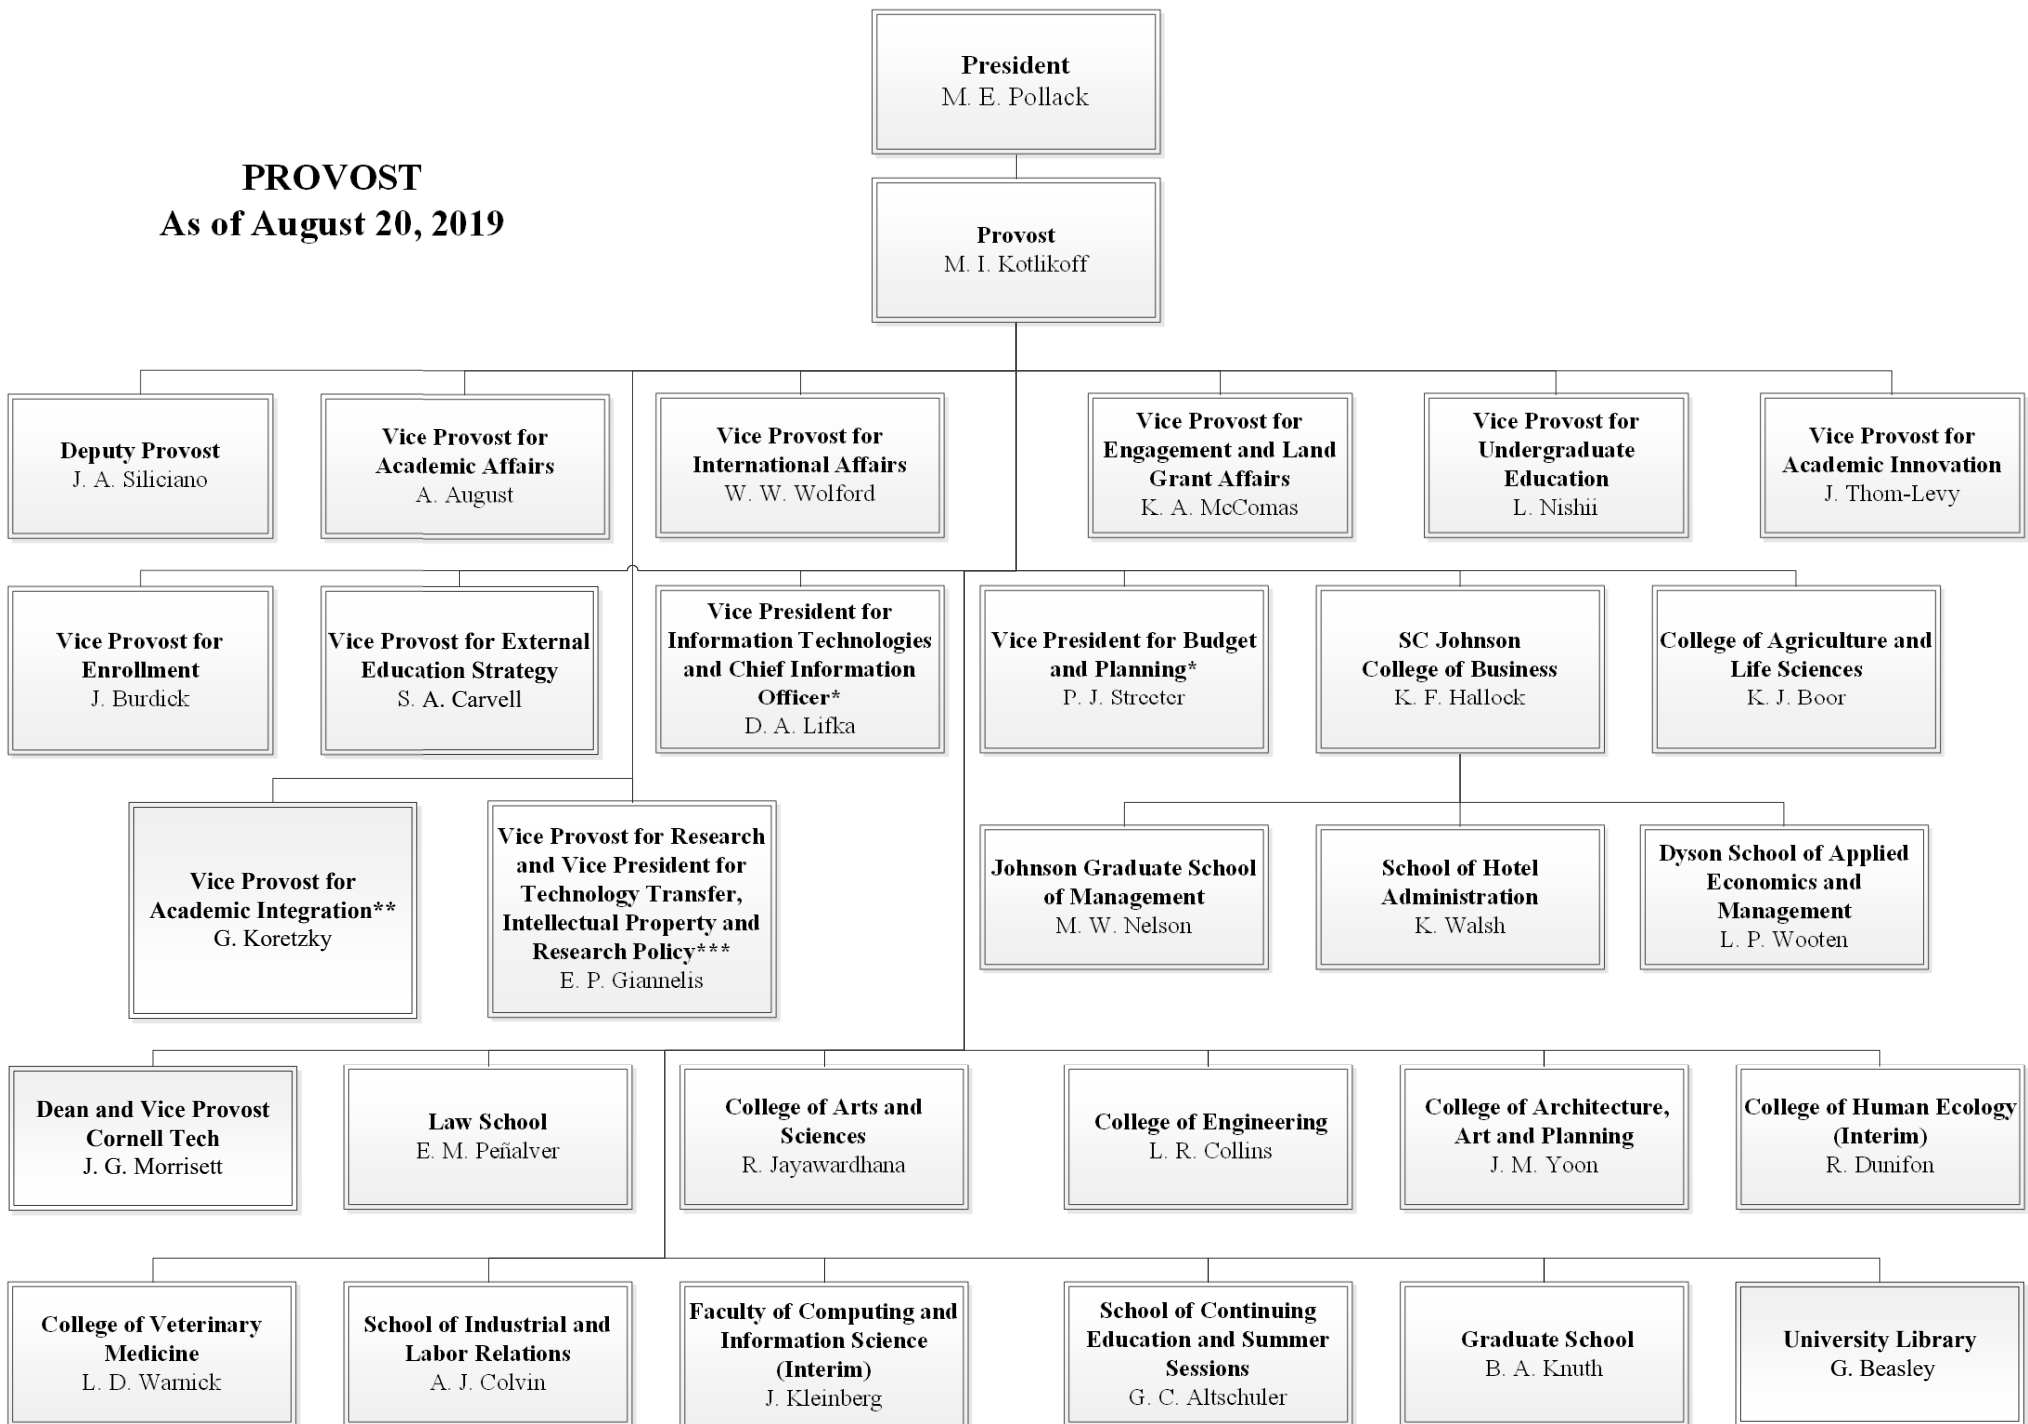 President
M. E. Pollack
PROVOST
As of August 20, 2019
Provost
M. I. Kotlikoff
Deputy Provost
J. A. Siliciano
Vice Provost for
Academic Affairs
A. August
Vice Provost for
International Affairs
W. W. Wolford
Vice Provost for
Engagement and Land
Grant Affairs
K. A. McComas
Vice Provost for
Undergraduate
Education
L. Nishii
Vice Provost for
Academic Innovation
J. Thom-Levy
Vice Provost for
Enrollment
J. Burdick
Vice Provost for External
Education Strategy
S. A. Carvell
Vice President for
Information Technologies
and Chief Information
Officer*
D. A. Lifka
Vice President for Budget
and Planning*
P. J. Streeter
SC Johnson
College of Business
K. F. Hallock
College of Agriculture and
Life Sciences
K. J. Boor
Vice Provost for
Academic Integration**
G. Koretzky
Vice Provost for Research
and Vice President for
Technology Transfer,
Intellectual Property and
Research Policy***
E. P. Giannelis
Johnson Graduate School
of Management
M. W. Nelson
School of Hotel
Administration
K. Walsh
Dyson School of Applied
Economics and
Management
L. P. Wooten
Dean and Vice Provost
Cornell Tech
J. G. Morrisett
Law School
E. M. Peñalver
College of Arts and
Sciences
R. Jayawardhana
College of Engineering
L. R. Collins
College of Architecture,
Art and Planning
J. M. Yoon
College of Human Ecology
(Interim)
R. Dunifon
College of Veterinary
Medicine
L. D. Warnick
School of Industrial and
Labor Relations
A. J. Colvin
Faculty of Computing and
Information Science
(Interim)
J. Kleinberg
School of Continuing
Education and Summer
Sessions
G. C. Altschuler
Graduate School
B. A. Knuth
University Library
G. Beasley